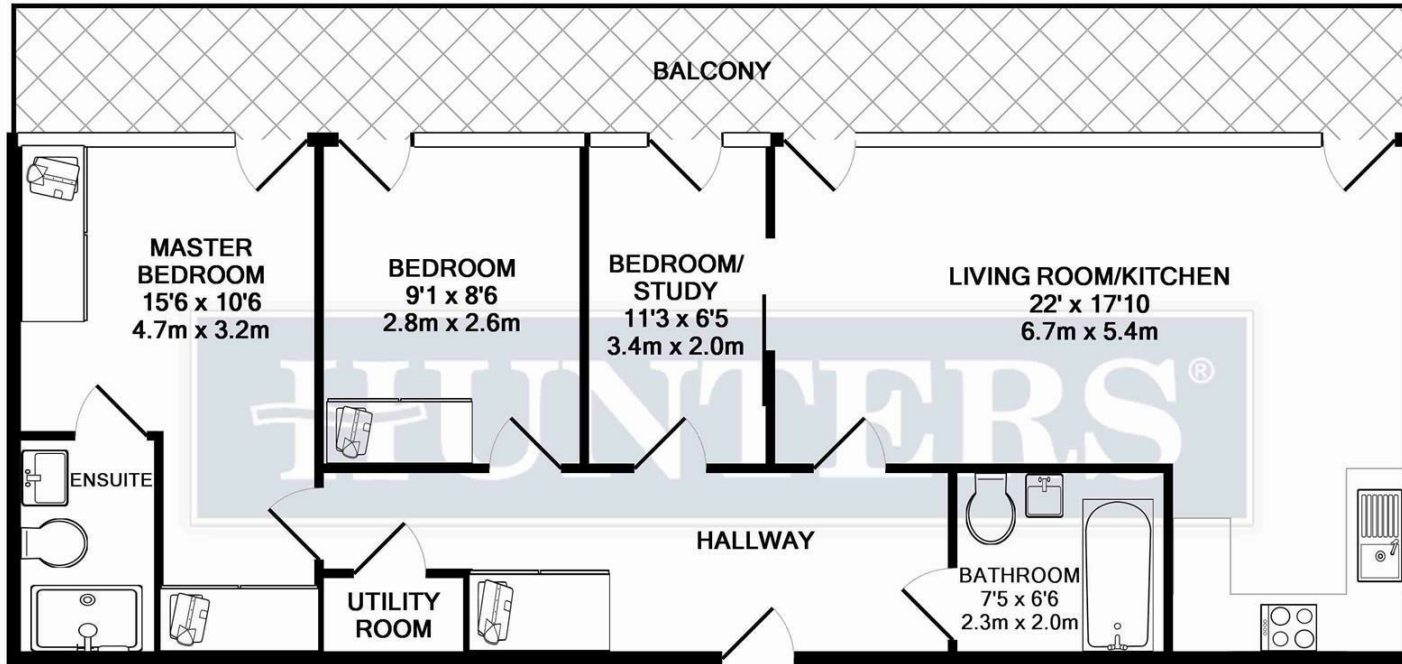 BALCONY
MASTER
BEDROOM
15'6 x 10'6
4.7m x 3.2m
BEDROOM
9'1 x 8'6
2.8m x 2.6m
BEDROOM/
STUDY
11'3 x 6'5
3.4m x 2.0m
LIVING ROOM/KITCHEN
22' x 17'10
6.7m x 5.4m
HUNTERS®
ENSUITE
HALLWAY
UTILITY
ROOM
BATHROOM
7'5 x 6'6
2.3m x 2.0m